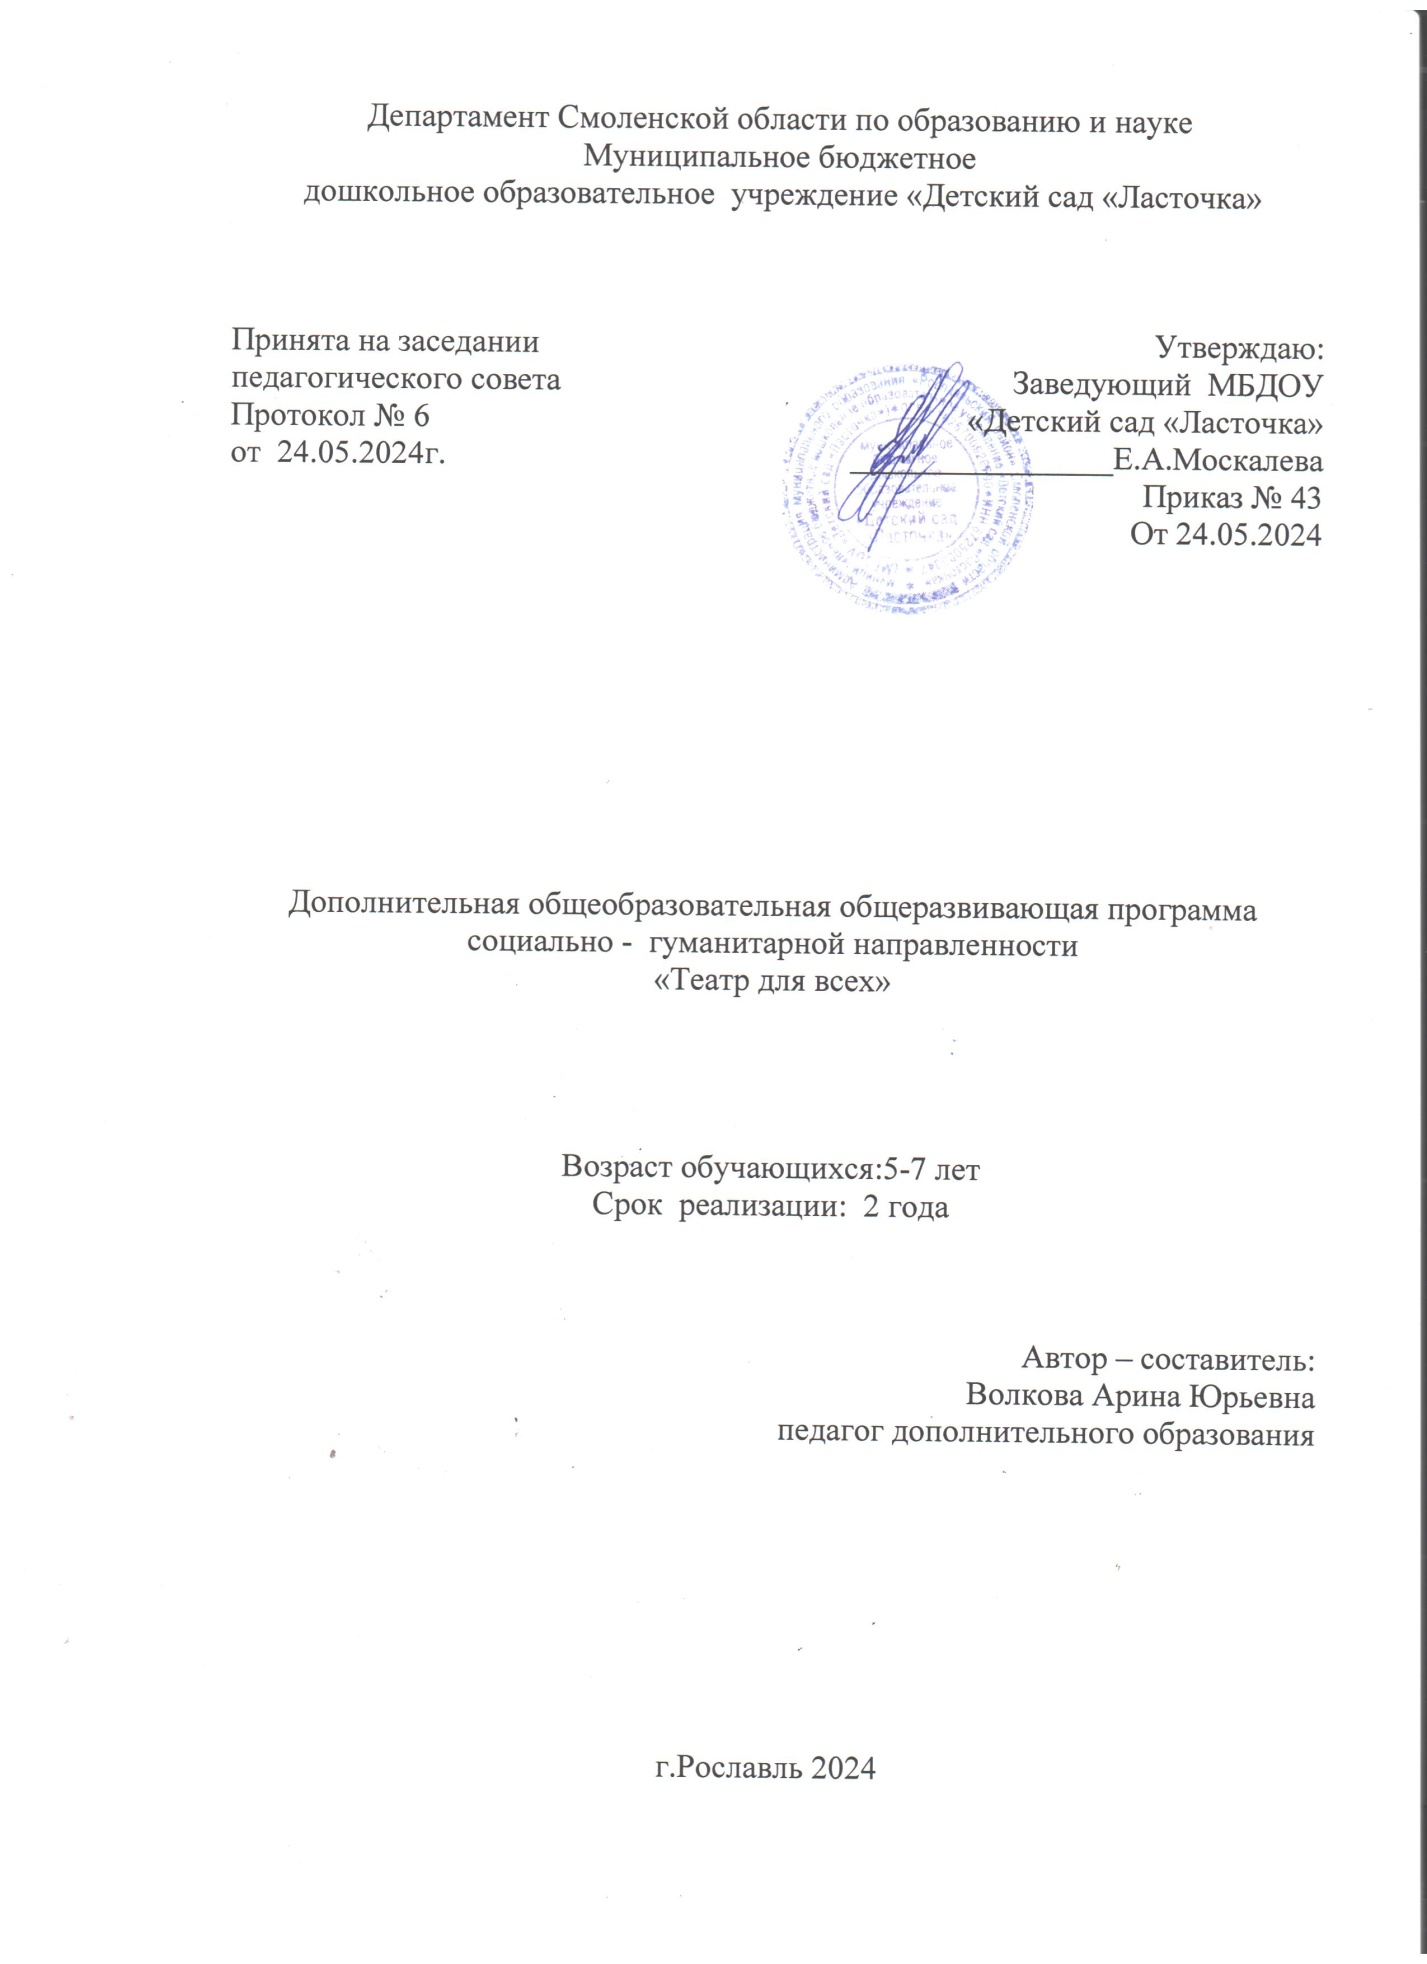 Департамент Смоленской области по образованию и науке
Муниципальное бюджетное
дошкольное образовательное учреждение «Детский сад «Ласточка»
Принята на заседании
педагогического совета
Протокол № 6
от 24.05.2024г.
Утверждаю:
Заведующий МБДОУ
«Детский сад «Ласточка»
________________Е.А.Москалева
Приказ № 43
От 24.05.2024
Детский сад
Дополнительная общеобразовательная общеразвивающая программа
социально - гуманитарной направленности
«Театр для всех»
Возраст обучающихся:5-7 лет
Срок реализации: 2 года
Автор – составитель:
Волкова Арина Юрьевна
педагог дополнительного образования
г.Рославль 2024